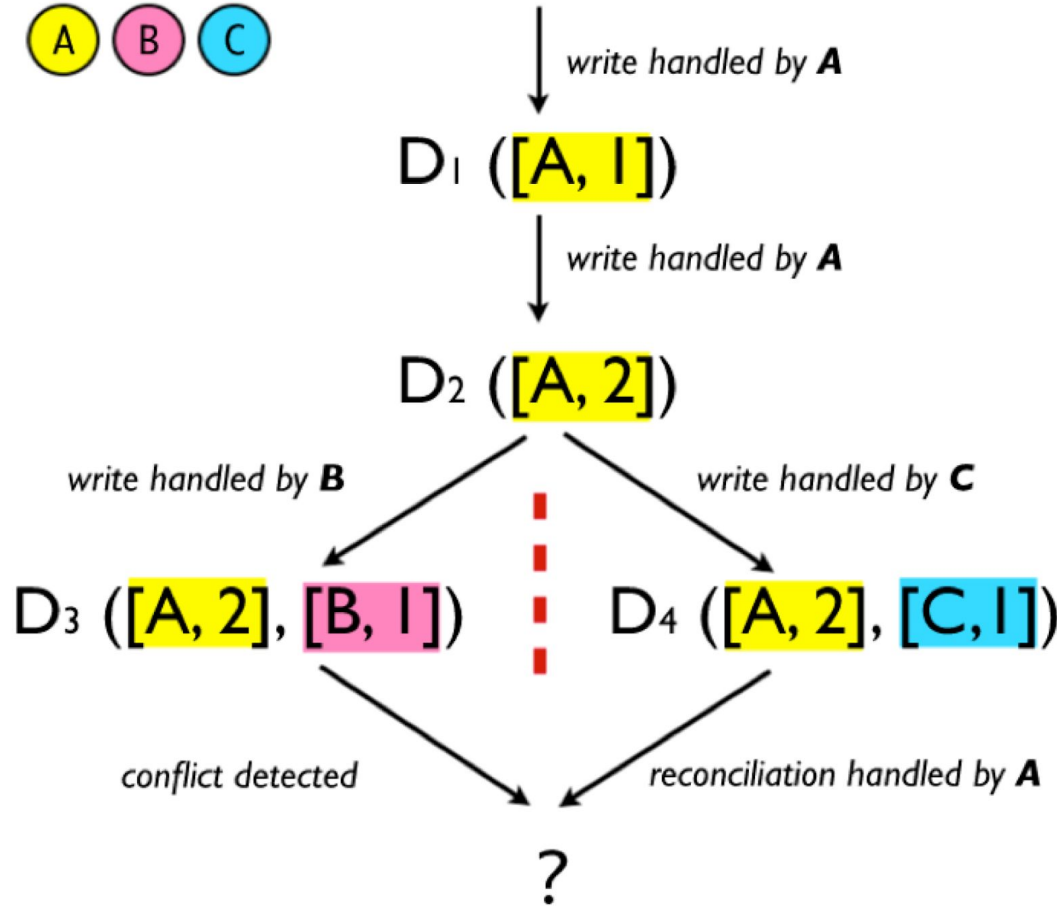 A B C
write handled by A
D1 ([A, 1])
write handled by A
D2 ([A, 2])
write handled by B
write handled by C
D3 ([A, 2], [B, 1])
D4 ([A, 2], [C,1])
conflict detected
reconciliation handled by A
?